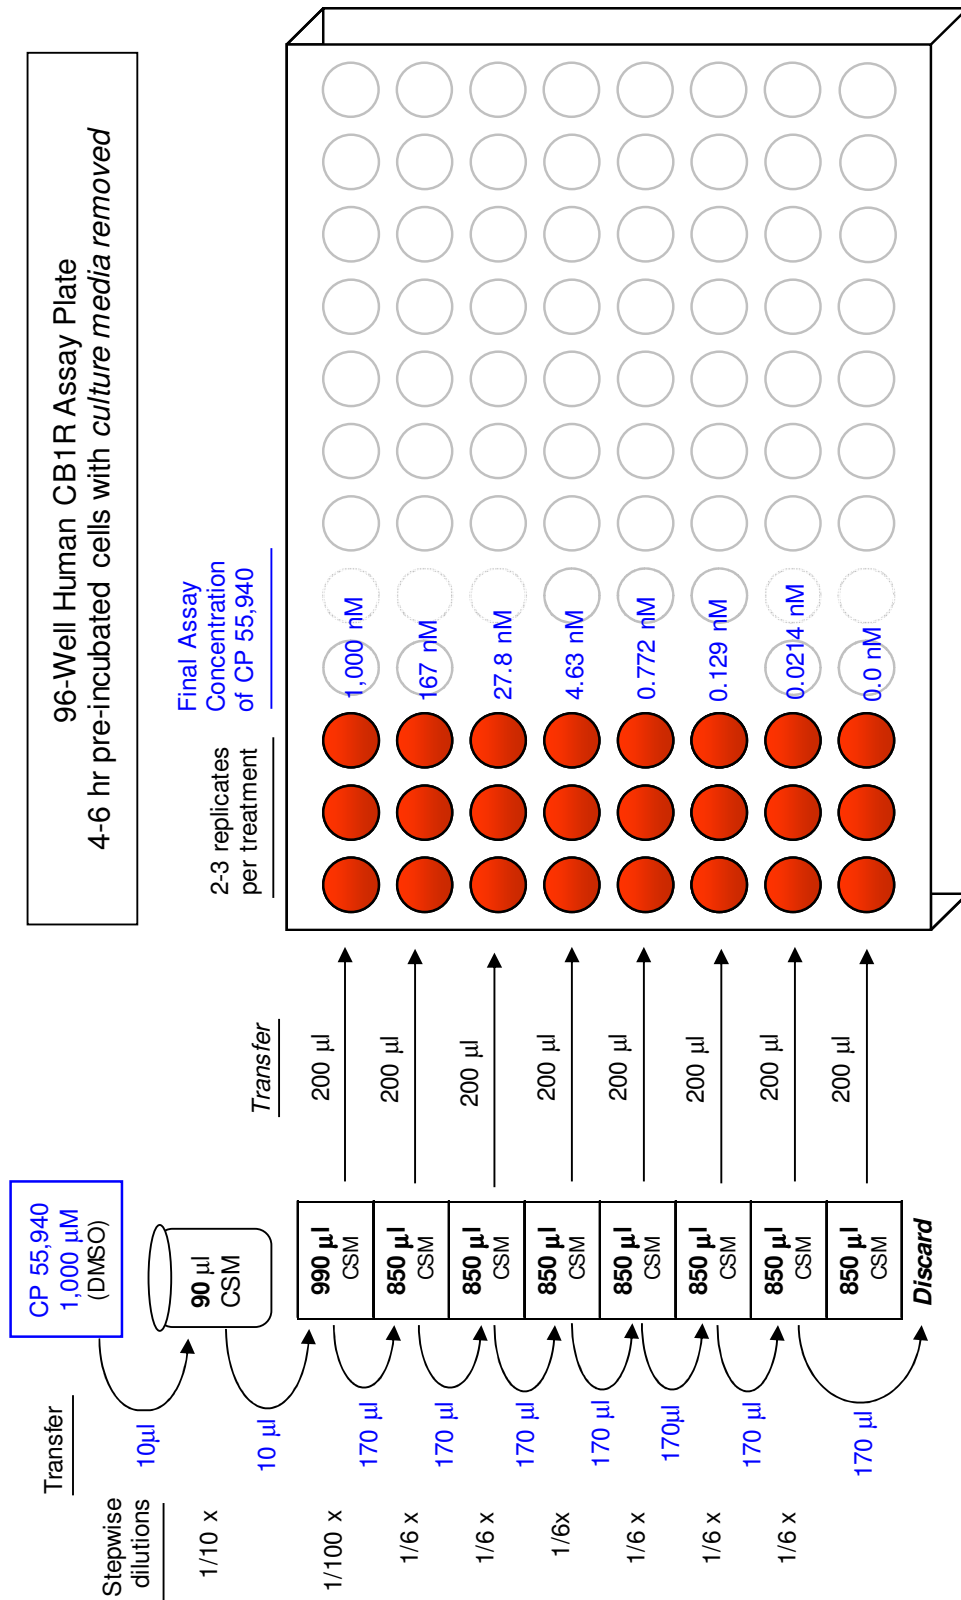 96-Well Human CB1R Assay Plate
4-6 hr pre-incubated cells with culture media removed
Stepwise
dilutions
1/10 x
1/100 x
1/6 x
1/6 x
1/6x
1/6 x
1/6 x
1/6 x
Transfer
10µl
10 µl
170 µl
170 µl
170 µl
170 µl
170µl
170 µl
170 µl
CP 55,940
1,000 µM
(DMSO)
90 µl
CSM
990 µl
CSM
850 µl
CSM
850 µl
CSM
850 µl
CSM
850 µl
CSM
850 µl
CSM
850 µl
CSM
850 µl
CSM
Discard
Transfer
200 µl
200 µl
200 µl
200 µl
200 µl
200 µl
200 µl
200 µl
2-3 replicates
per treatment
Final Assay
Concentration
of CP 55,940
1,000 nM
167 nM
27.8 nM
4.63 nM
0.772 nM
0.129 nM
0.0214 nM
0.0 nM